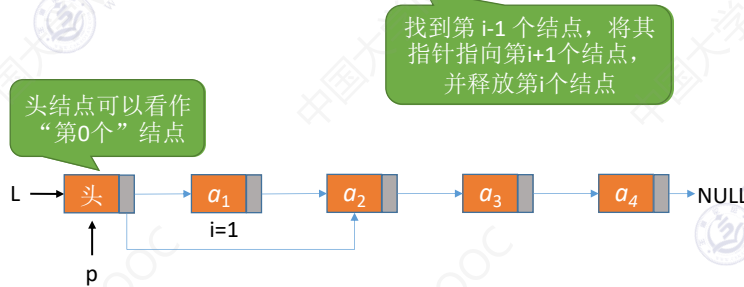 找到第 i-1 个结点，将其
指针指向第i+1个结点，
并释放第i个结点
头结点可以看作
“第0个”结点
L 头 a₁ a₂ a₃ a₄ NULL
i=1
p